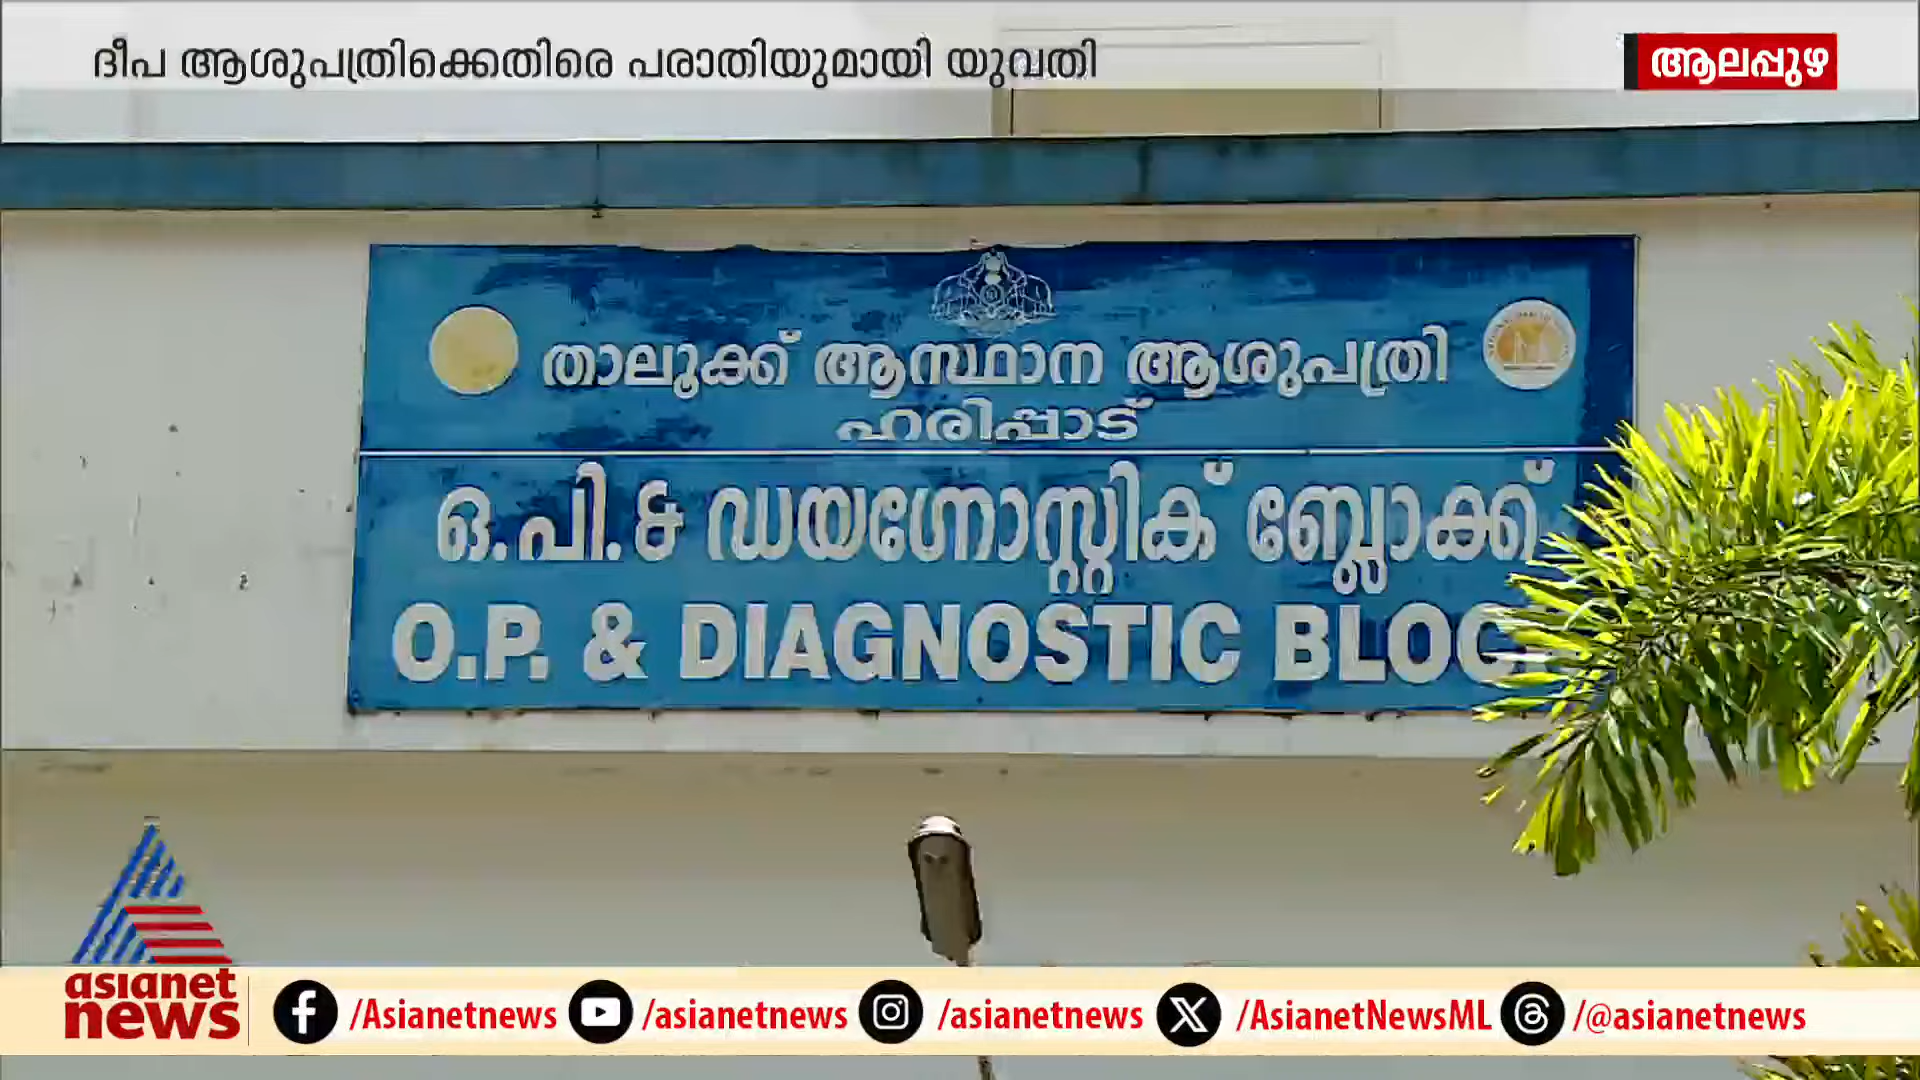 ദീപ ആശുപത്രിക്കെതിരെ പരാതിയുമായി യുവതി
ആലപ്പുഴ
താലൂക്ക് ആസ്ഥാന ആശുപത്രി
ഹരിപ്പാട്
ഒ.പി.& ഡയഗ്നോസ്റ്റിക് ബ്ലോക്ക്
O.P. & DIAGNOSTIC BLOC
asianet
news
/Asianetnews
/asianetnews
/asianetnews
/AsianetNewsML
/@asianetnews